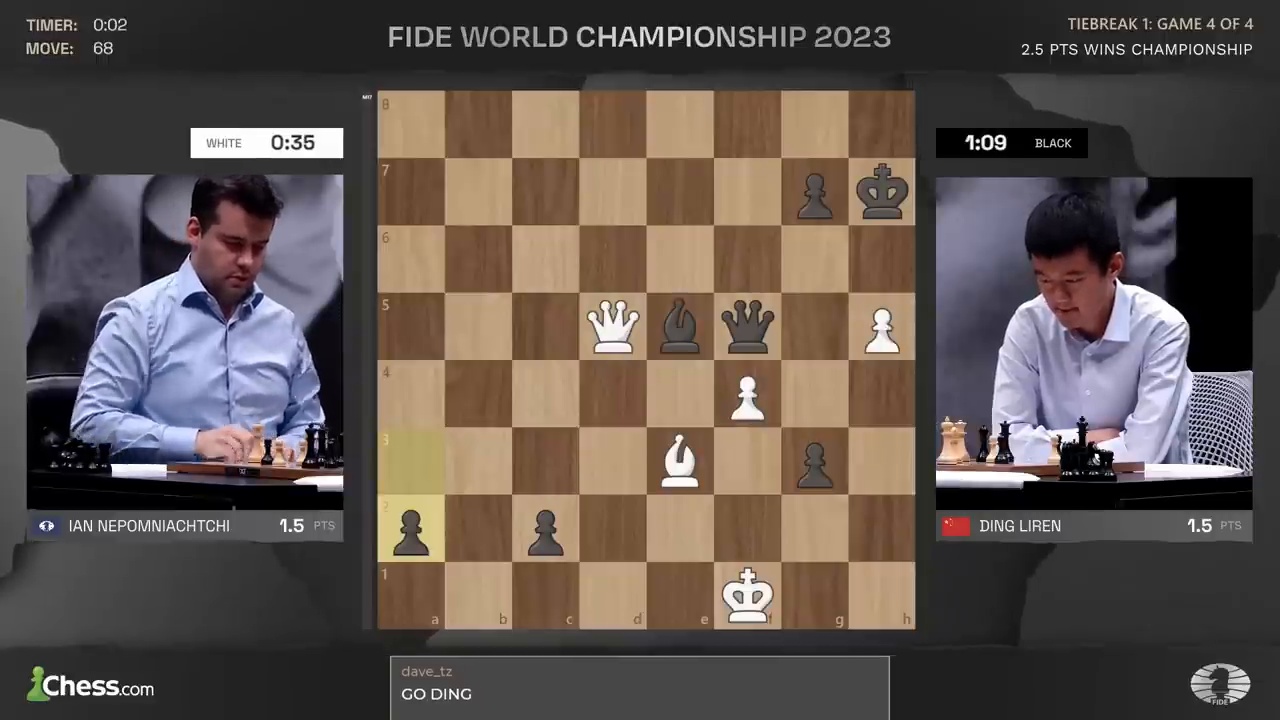 TIMER: 0:02
MOVE: 68
FIDE WORLD CHAMPIONSHIP 2023
TIEBREAK 1: GAME 4 OF 4
2.5 PTS WINS CHAMPIONSHIP
M17
WHITE 0:35
1:09 BLACK
8
7
6
5
4
3
2
1
a b c d e f g h
IAN NEPOMNIACHTCHI 1.5 PTS
DING LIREN 1.5 PTS
dave_tz
GO DING
Chess.com
FIDE